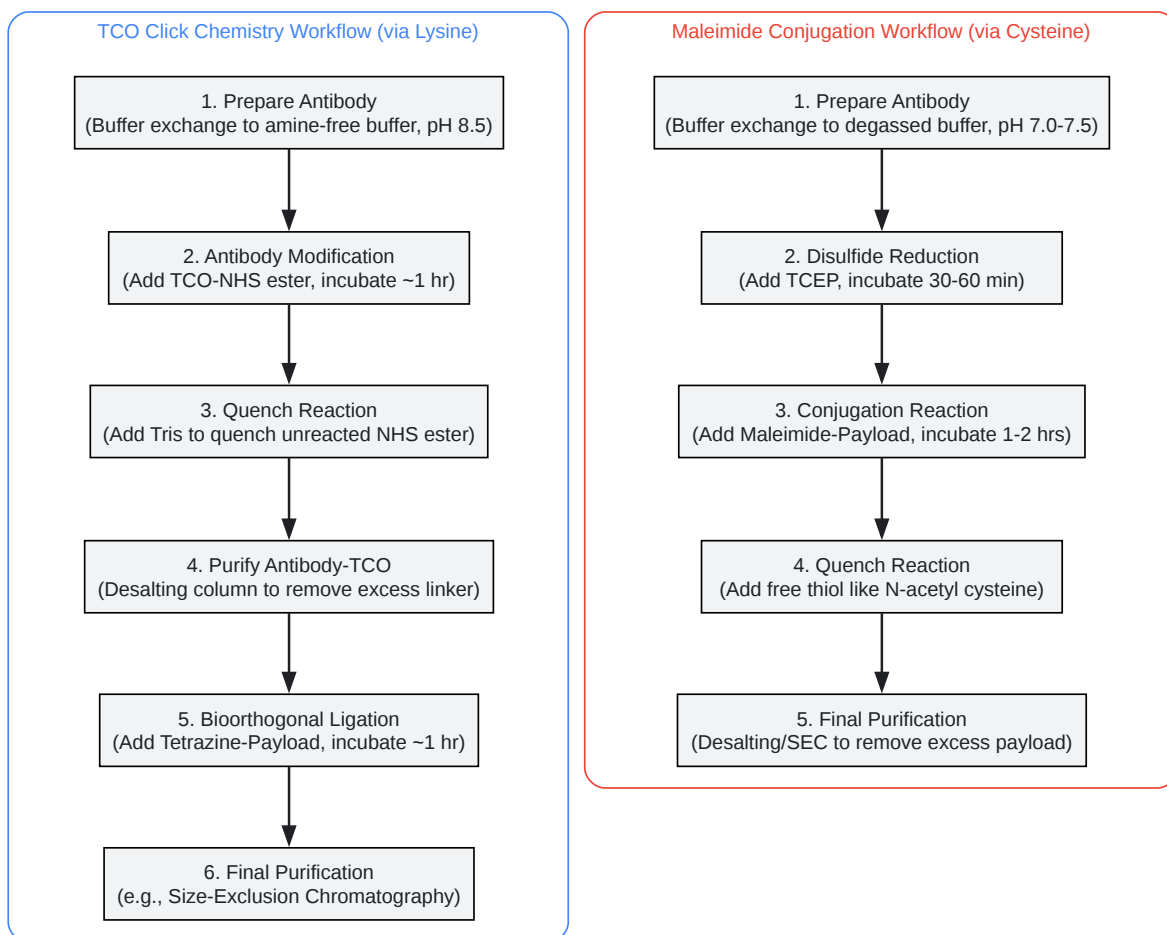 TCO Click Chemistry Workflow (via Lysine)
1. Prepare Antibody
(Buffer exchange to amine-free buffer, pH 8.5)
2. Antibody Modification
(Add TCO-NHS ester, incubate ~1 hr)
3. Quench Reaction
(Add Tris to quench unreacted NHS ester)
4. Purify Antibody-TCO
(Desalting column to remove excess linker)
5. Bioorthogonal Ligation
(Add Tetrazine-Payload, incubate ~1 hr)
6. Final Purification
(e.g., Size-Exclusion Chromatography)
Maleimide Conjugation Workflow (via Cysteine)
1. Prepare Antibody
(Buffer exchange to degassed buffer, pH 7.0-7.5)
2. Disulfide Reduction
(Add TCEP, incubate 30-60 min)
3. Conjugation Reaction
(Add Maleimide-Payload, incubate 1-2 hrs)
4. Quench Reaction
(Add free thiol like N-acetyl cysteine)
5. Final Purification
(Desalting/SEC to remove excess payload)